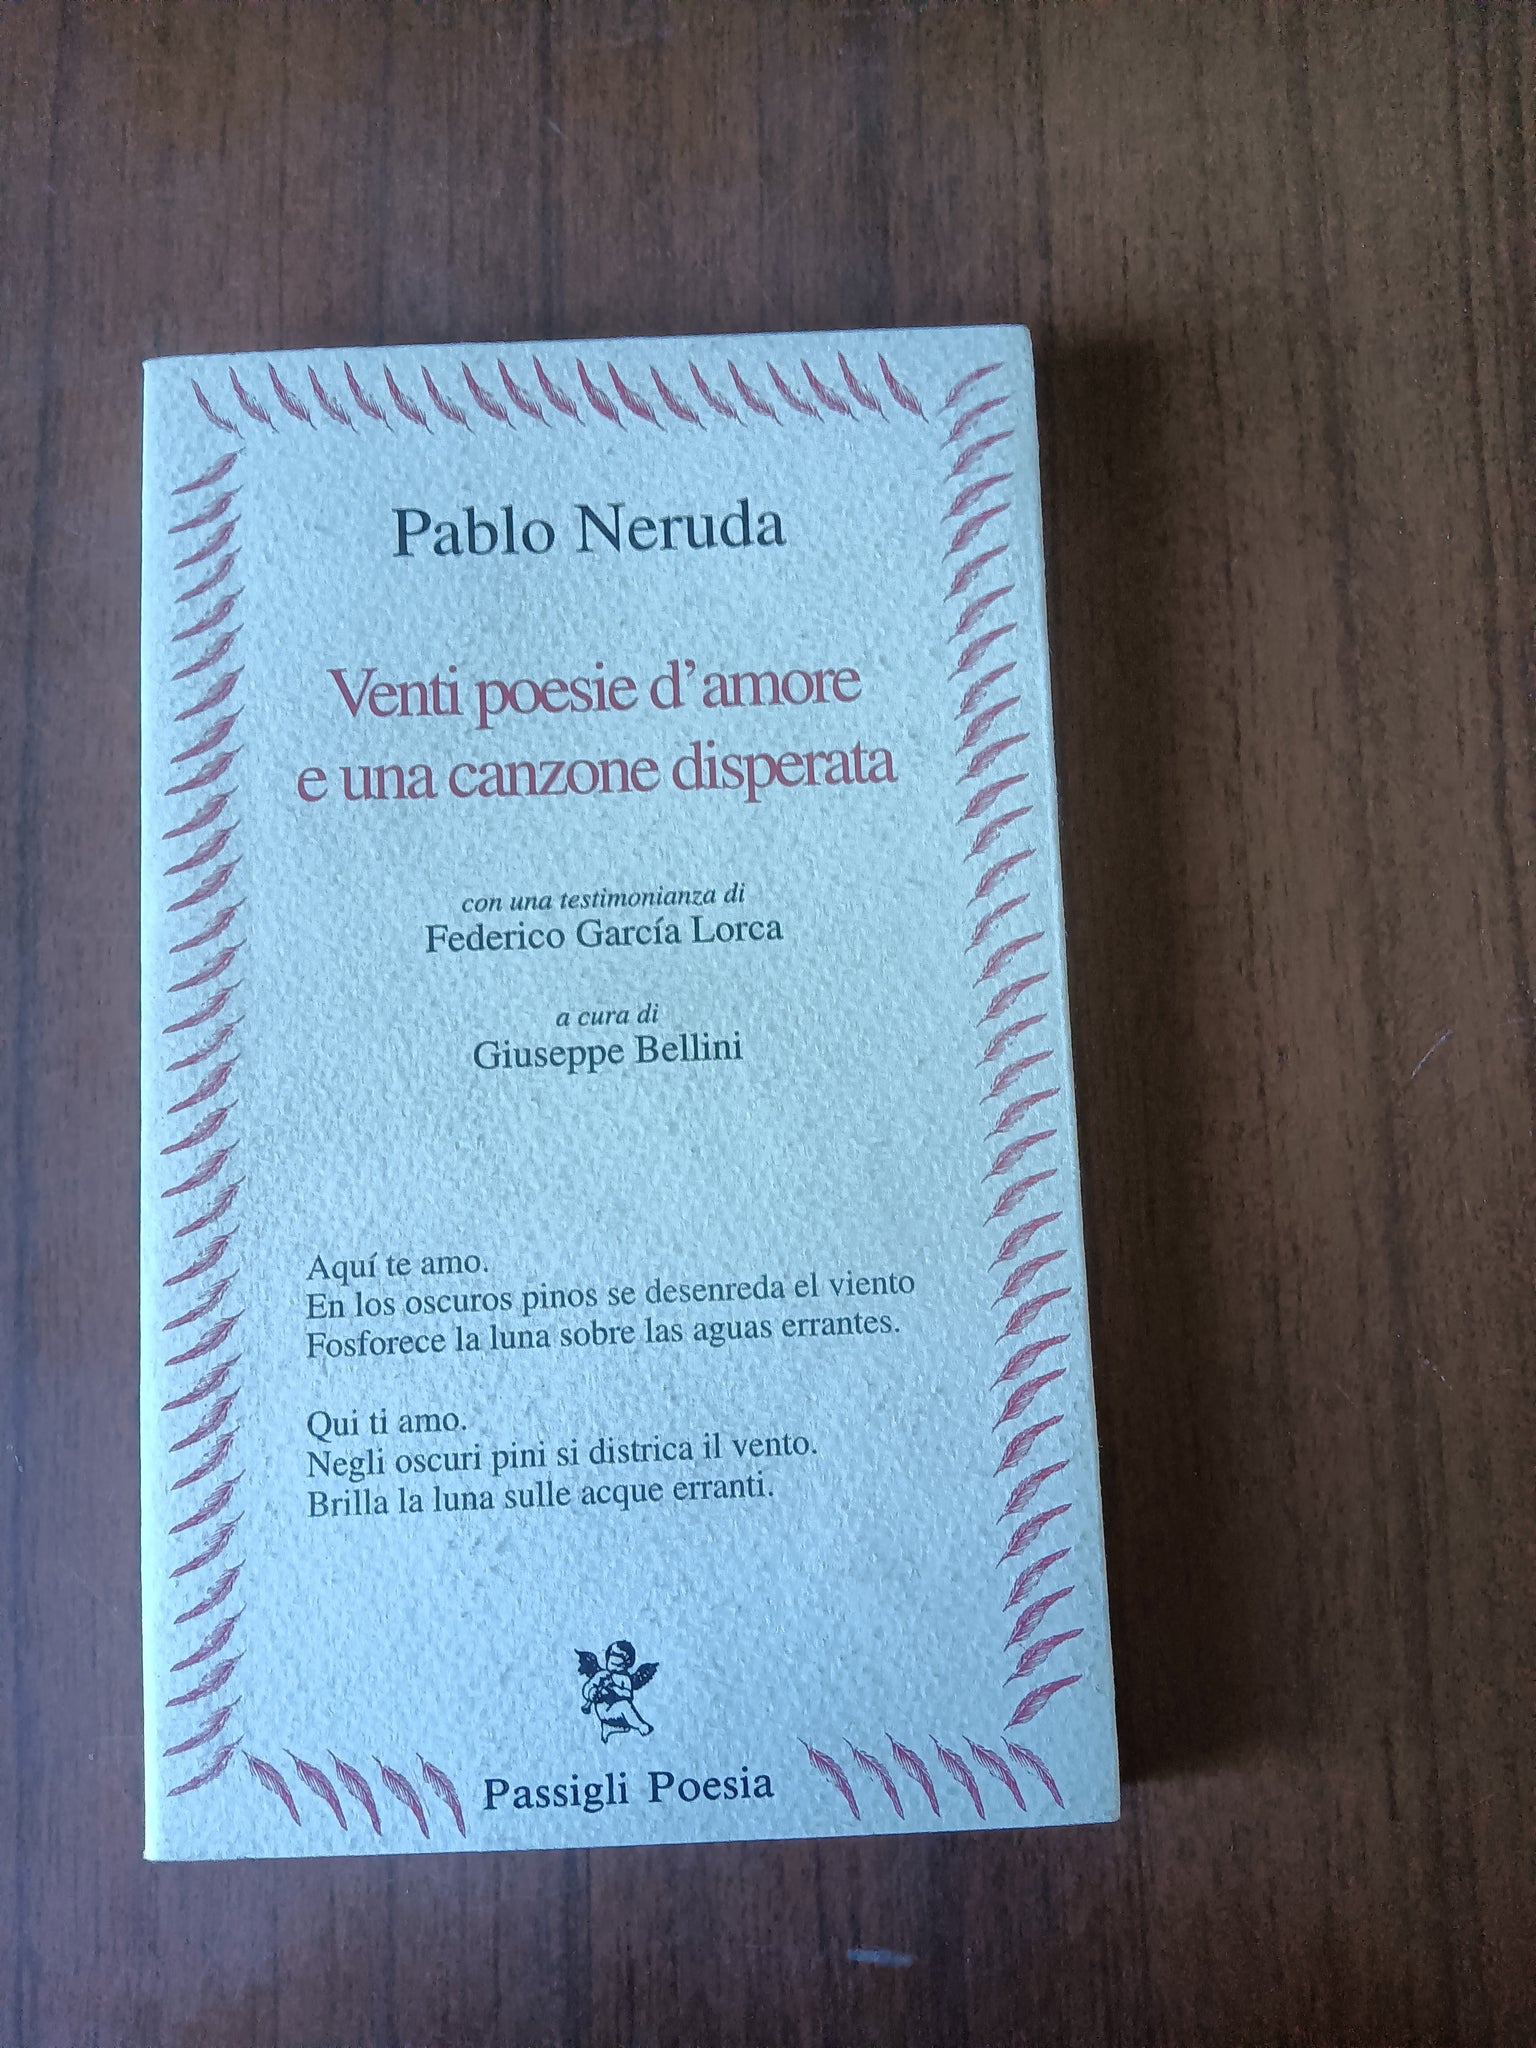 Pablo Neruda
Venti poesie d'amore
e una canzone disperata
con una testimonianza di
Federico García Lorca
a cura di
Giuseppe Bellini
Aquí te amo.
En los oscuros pinos se desenreda el viento
Fosforece la luna sobre las aguas errantes.
Qui ti amo.
Negli oscuri pini si districa il vento.
Brilla la luna sulle acque erranti.
Passigli Poesia